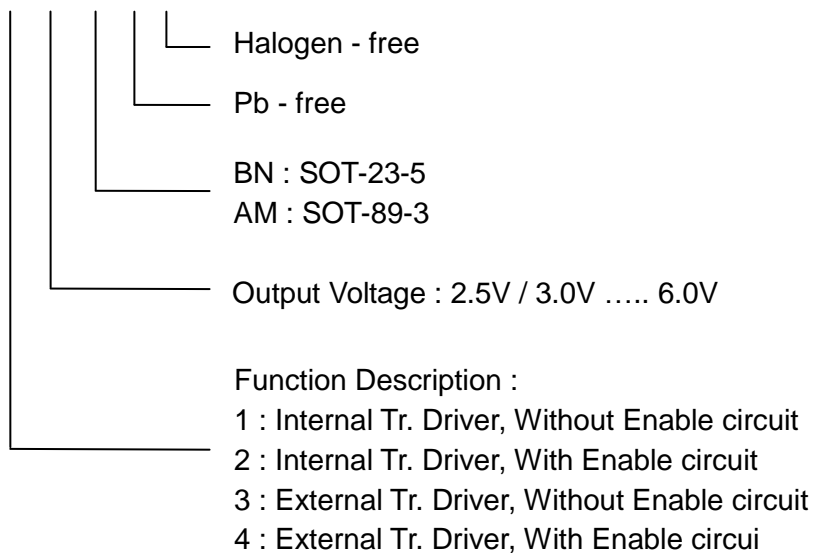 Halogen - free
Pb - free
BN : SOT-23-5
AM : SOT-89-3
Output Voltage : 2.5V / 3.0V ….. 6.0V
Function Description :
1 : Internal Tr. Driver, Without Enable circuit
2 : Internal Tr. Driver, With Enable circuit
3 : External Tr. Driver, Without Enable circuit
4 : External Tr. Driver, With Enable circui